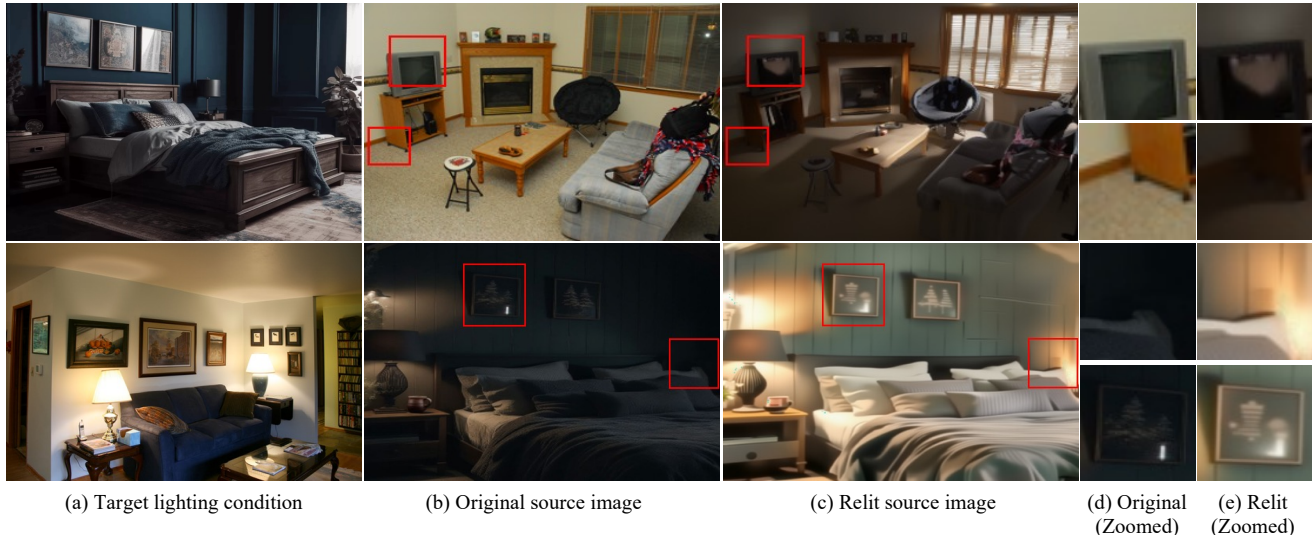 (a) Target lighting condition
(b) Original source image
(c) Relit source image
(d) Original
(Zoomed)
(e) Relit
(Zoomed)